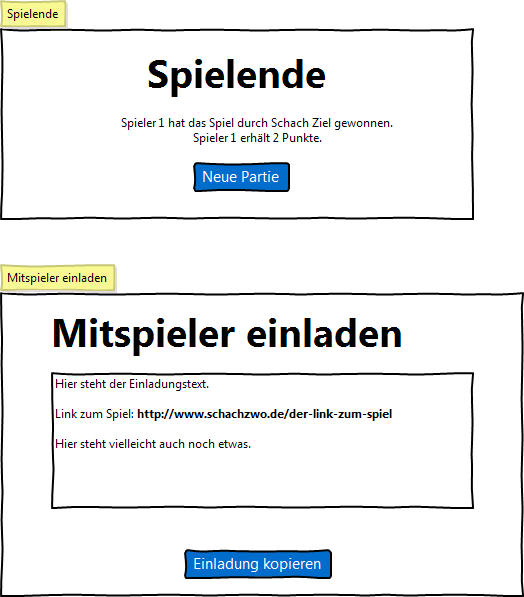 Spielende
Spielende
Spieler 1 hat das Spiel durch Schach Ziel gewonnen.
Spieler 1 erhält 2 Punkte.
Neue Partie
Mitspieler einladen
Mitspieler einladen
Hier steht der Einladungstext.
Link zum Spiel: http://www.schachzwo.de/der-link-zum-spiel
Hier steht vielleicht auch noch etwas.
Einladung kopieren